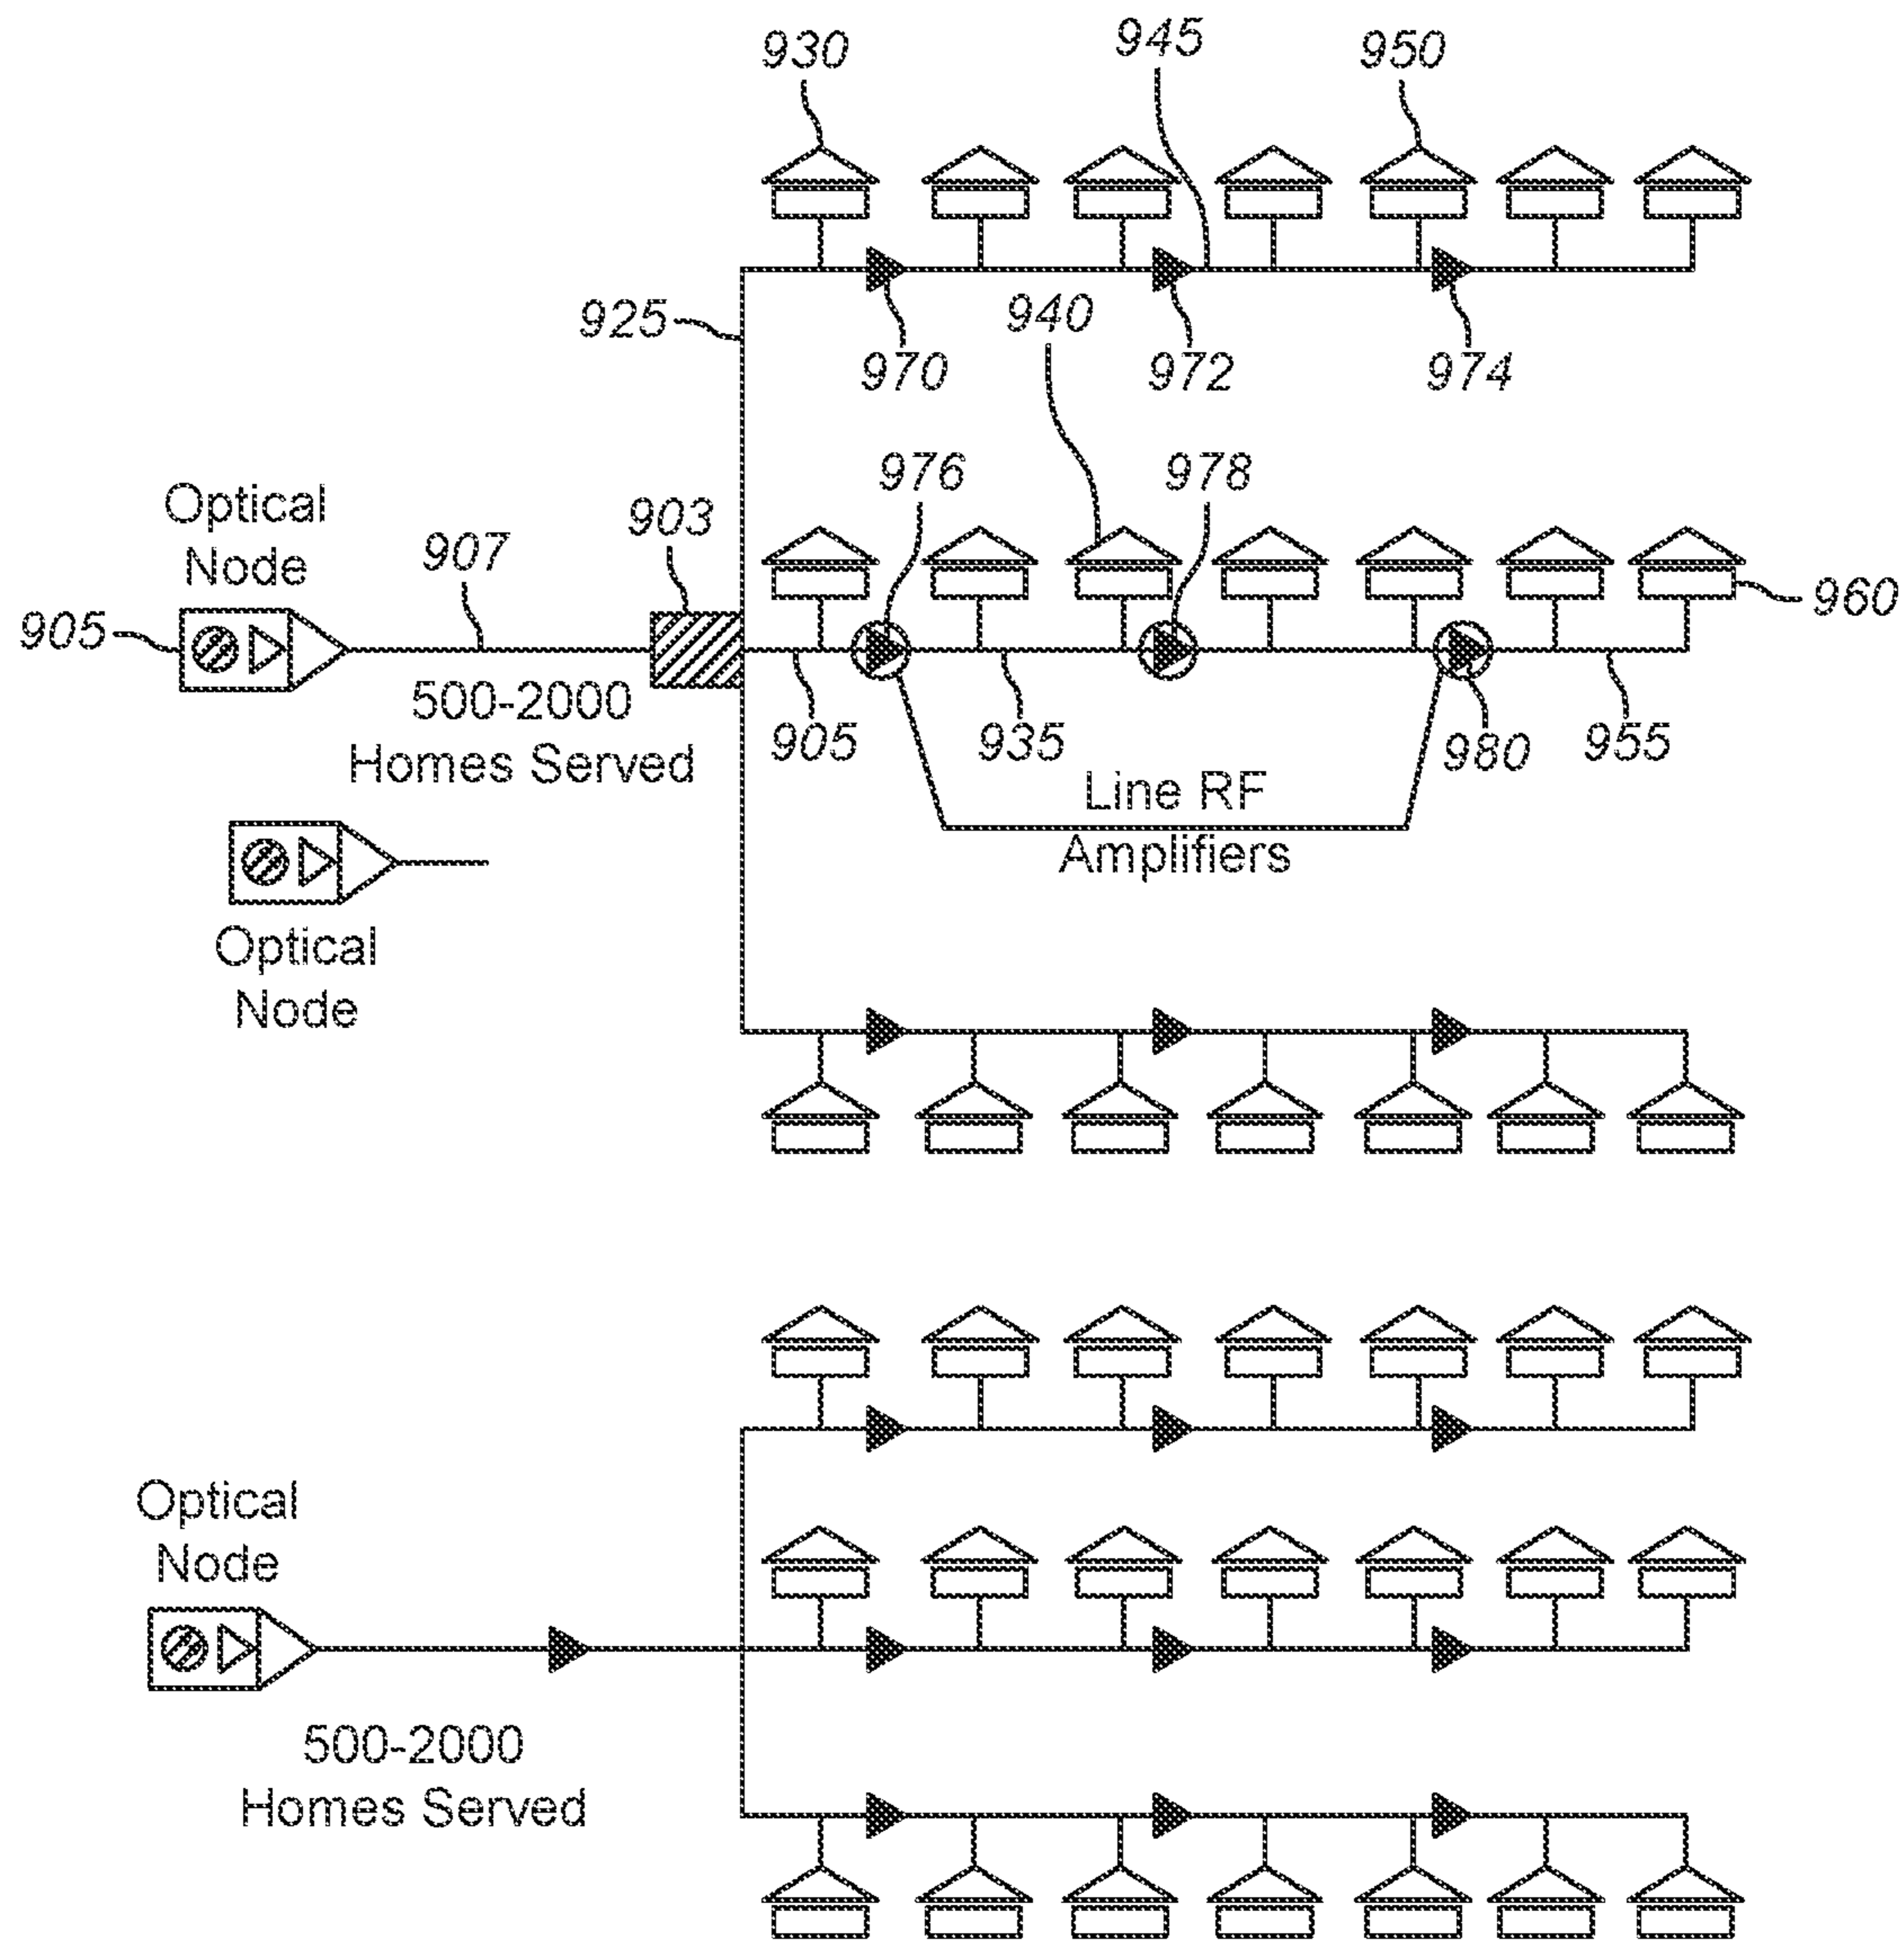 930
945
950
925
970
940
972
974
976
978
Optical
Node
907
903
905
960
500-2000
Homes Served
905
935
980
955
Line RF
Amplifiers
Optical
Node
Optical
Node
500-2000
Homes Served